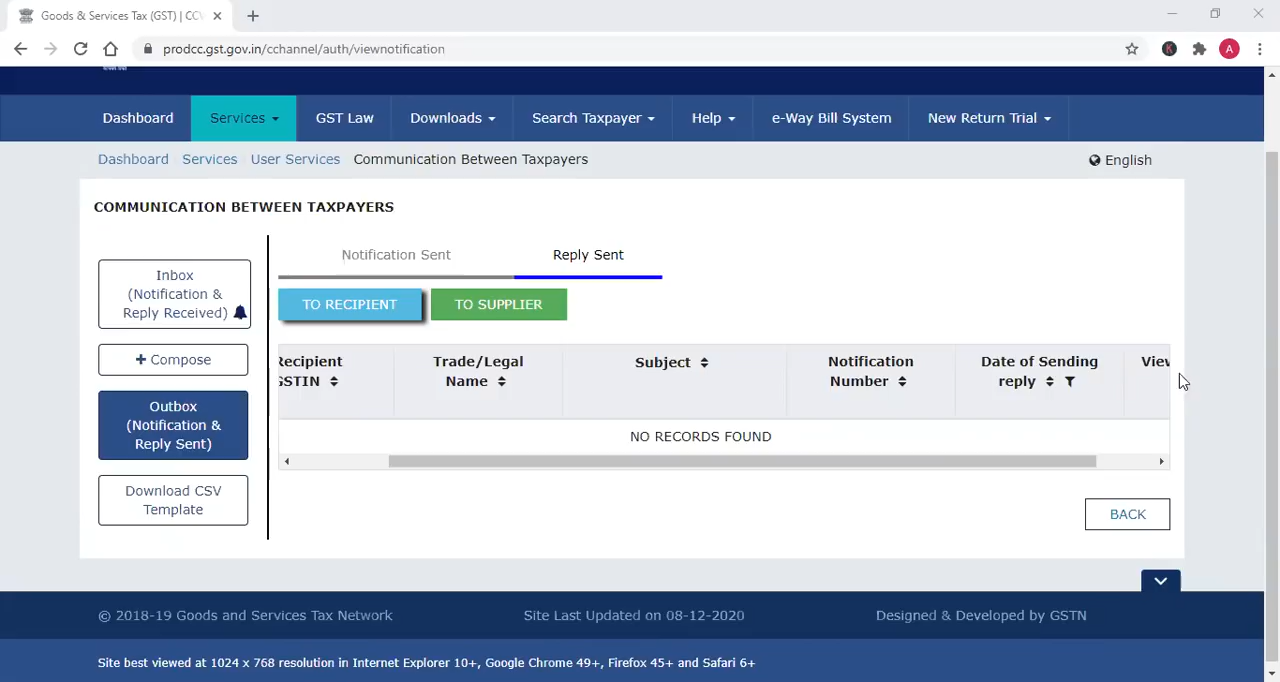 Goods & Services Tax (GST) | CCV
prodcc.gst.gov.in/cchannel/auth/viewnotification
K
A
Dashboard Services GST Law Downloads Search Taxpayer Help e-Way Bill System New Return Trial
Dashboard Services User Services Communication Between Taxpayers English
COMMUNICATION BETWEEN TAXPAYERS
Inbox
(Notification &
Reply Received)
+ Compose
Outbox
(Notification &
Reply Sent)
Download CSV
Template
Notification Sent Reply Sent
TO RECIPIENT TO SUPPLIER
Recipient
GSTIN
Trade/Legal
Name
Subject
Notification
Number
Date of Sending
reply
View
NO RECORDS FOUND
BACK
© 2018-19 Goods and Services Tax Network Site Last Updated on 08-12-2020 Designed & Developed by GSTN
Site best viewed at 1024 x 768 resolution in Internet Explorer 10+, Google Chrome 49+, Firefox 45+ and Safari 6+